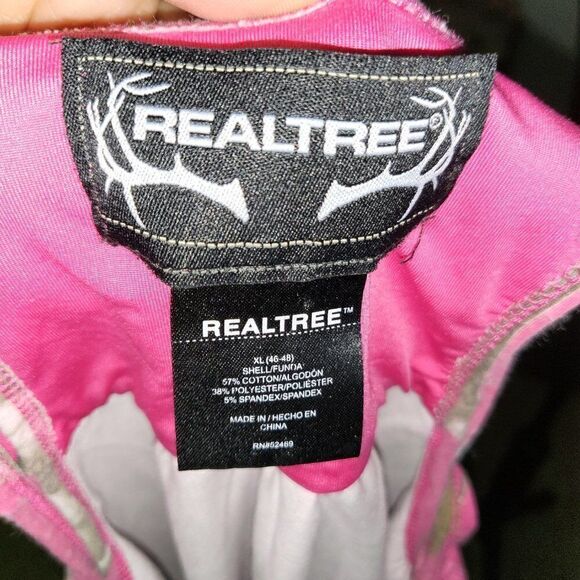 REALTREE®
REALTREE™
XL (46-48)
SHELL/FUNDA
57% COTTON/ALGODÓN
38% POLYESTER/POLIÉSTER
5% SPANDEX/SPANDEX
MADE IN / HECHO EN
CHINA
RN#52469